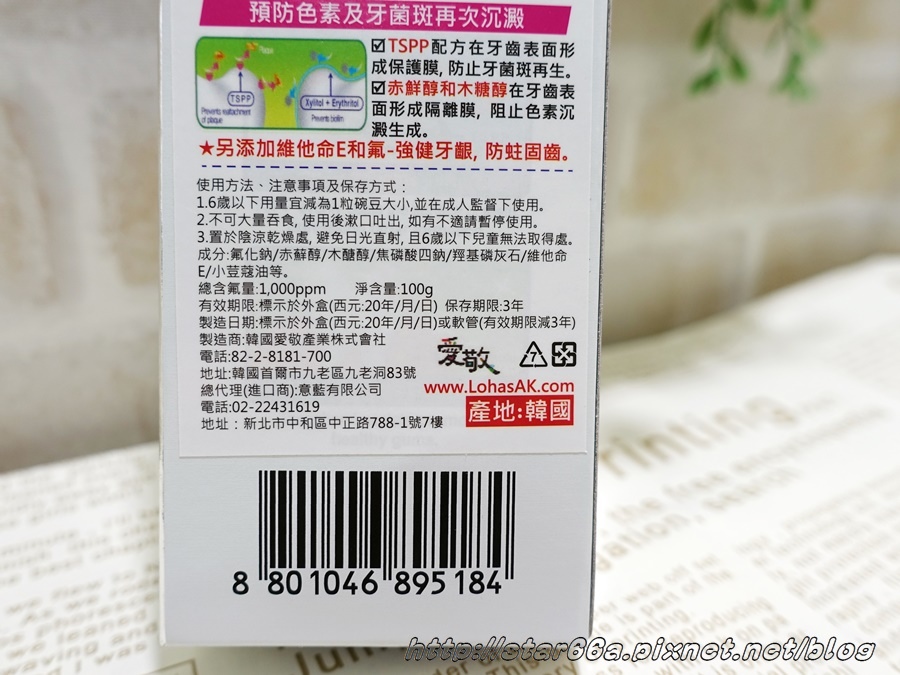 預防色素及牙菌斑再次沉澱
☑TSPP配方在牙齒表面形
成保護膜, 防止牙菌斑再生。
☑赤鮮醇和木糖醇在牙齒表
面形成隔離膜, 阻止色素沉
澱生成。
TSPP
Prevents reattachment
of plaque
Xylitol + Erythritol
Prevents biofilm
★另添加維他命E和氟-強健牙齦, 防蛀固齒。
使用方法、注意事項及保存方式：
1.6歲以下用量宜減為1粒碗豆大小,並在成人監督下使用。
2.不可大量吞食, 使用後漱口吐出, 如有不適請暫停使用。
3.置於陰涼乾燥處, 避免日光直射, 且6歲以下兒童無法取得處。
成分:氟化鈉/赤蘚醇/木醣醇/焦磷酸四鈉/羥基磷灰石/維他命
E/小荳蔻油等。
總含氟量:1,000ppm 淨含量:100g
有效期限:標示於外盒(西元:20年/月/日) 保存期限:3年
製造日期:標示於外盒(西元:20年/月/日)或軟管(有效期限減3年)
製造商:韓國愛敬產業株式會社
電話:82-2-8181-700
地址:韓國首爾市九老區九老洞83號
總代理(進口商):意藍有限公司
電話:02-22431619
地址：新北市中和區中正路788-1號7樓
愛敬
7
www.LohasAK.com
產地:韓國
8 801046 895184
rinting
http://star66a.pixnet.net/blog